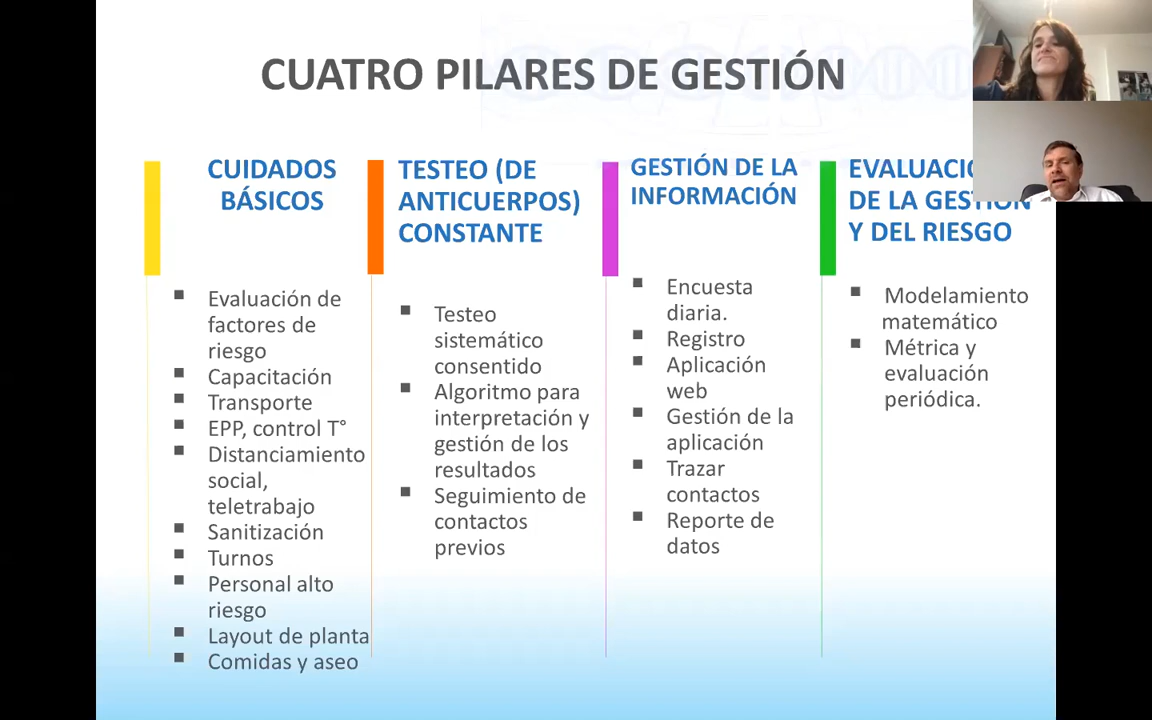 CUATRO PILARES DE GESTIÓN
CUIDADOS
BÁSICOS
Evaluación de
factores de
riesgo
Capacitación
Transporte
EPP, control T°
Distanciamiento
social,
teletrabajo
Sanitización
Turnos
Personal alto
riesgo
Layout de planta
Comidas y aseo
TESTEO (DE
ANTICUERPOS)
CONSTANTE
Testeo
sistemático
consentido
Algoritmo para
interpretación y
gestión de los
resultados
Seguimiento de
contactos
previos
GESTIÓN DE LA
INFORMACIÓN
Encuesta
diaria.
Registro
Aplicación
web
Gestión de la
aplicación
Trazar
contactos
Reporte de
datos
DE LA GESTIÓN
Y DEL RIESGO
Modelamiento
matemático
Métrica y
evaluación
periódica.